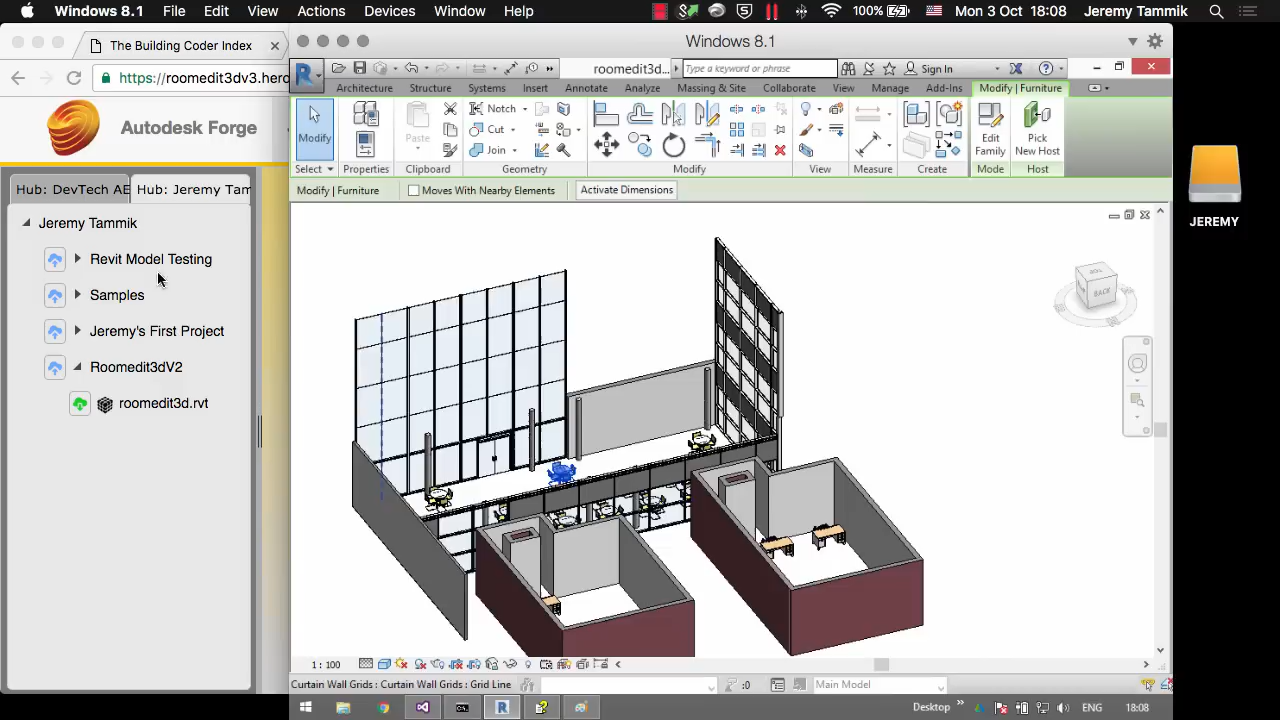 Windows 8.1 File Edit View Actions Devices Window Help 100% Mon 3 Oct 18:08 Jeremy Tammik
The Building Coder Index
https://roomedit3dv3.hero
Autodesk Forge
Hub: DevTech AE Hub: Jeremy Tam
Jeremy Tammik
Revit Model Testing
Samples
Jeremy's First Project
Roomedit3dV2
roomedit3d.rvt
Windows 8.1
roomedit3d... Type a keyword or phrase Sign In
Architecture Structure Systems Insert Annotate Analyze Massing & Site Collaborate View Manage Add-Ins Modify | Furniture
Modify Paste Notch Cut Join Edit Family Pick New Host
Select Properties Clipboard Geometry Modify View Measure Create Mode Host
Modify | Furniture Moves With Nearby Elements Activate Dimensions
BACK
1 : 100
Curtain Wall Grids : Curtain Wall Grids : Grid Line :0 Main Model
Desktop ENG 18:08
JEREMY